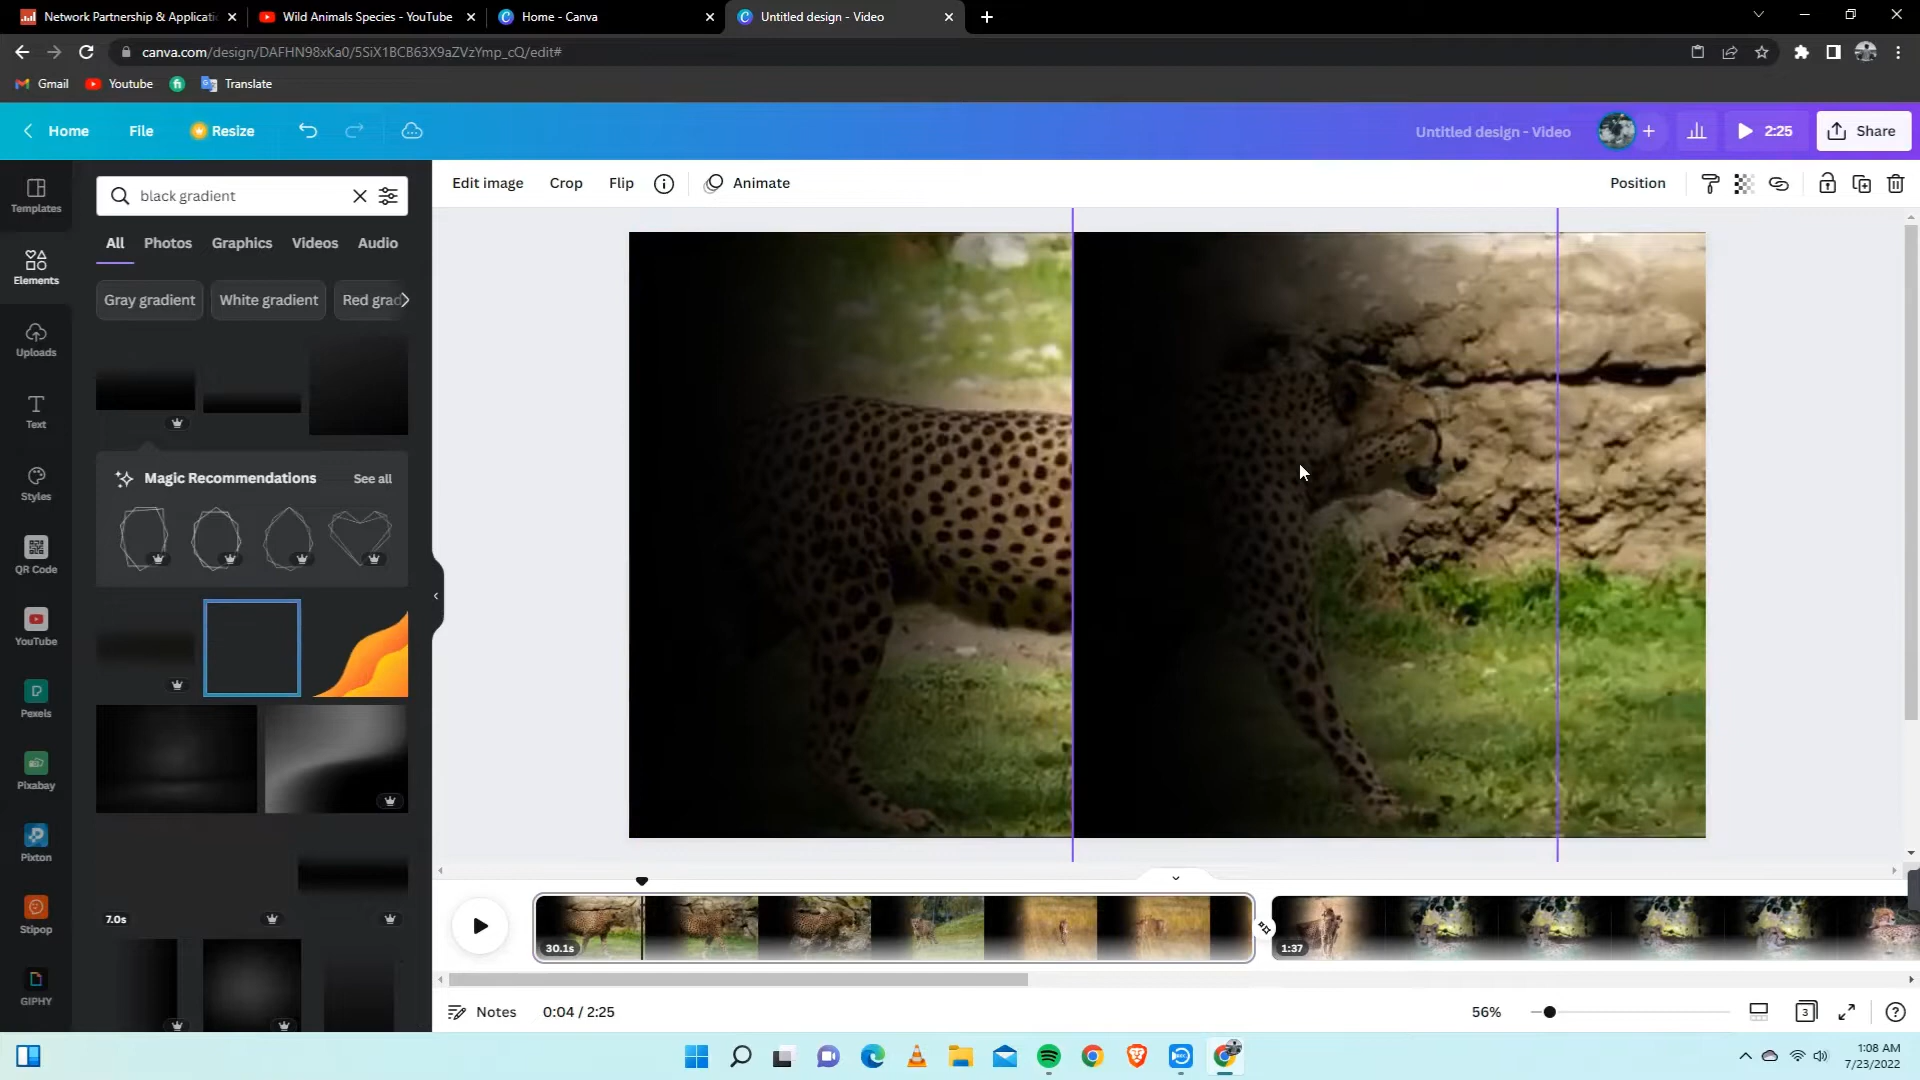 Network Partnership & Applicatio
Wild Animals Species - YouTube
Home - Canva
Untitled design - Video
canva.com/design/DAFHN98xKa0/5SiX1BCB63X9aZVzYmp_cQ/edit#
Gmail
Youtube
Translate
Home
File
Resize
Untitled design - Video
2:25
Share
Templates
Elements
Uploads
Text
Styles
QR Code
YouTube
Pexels
Pixabay
Pixton
Stipop
GIPHY
black gradient
All
Photos
Graphics
Videos
Audio
Gray gradient
White gradient
Red grad
Magic Recommendations
See all
7.0s
Edit image
Crop
Flip
Animate
Position
30.1s
1:37
Notes
0:04 / 2:25
56%
3
1:08 AM
7/23/2022